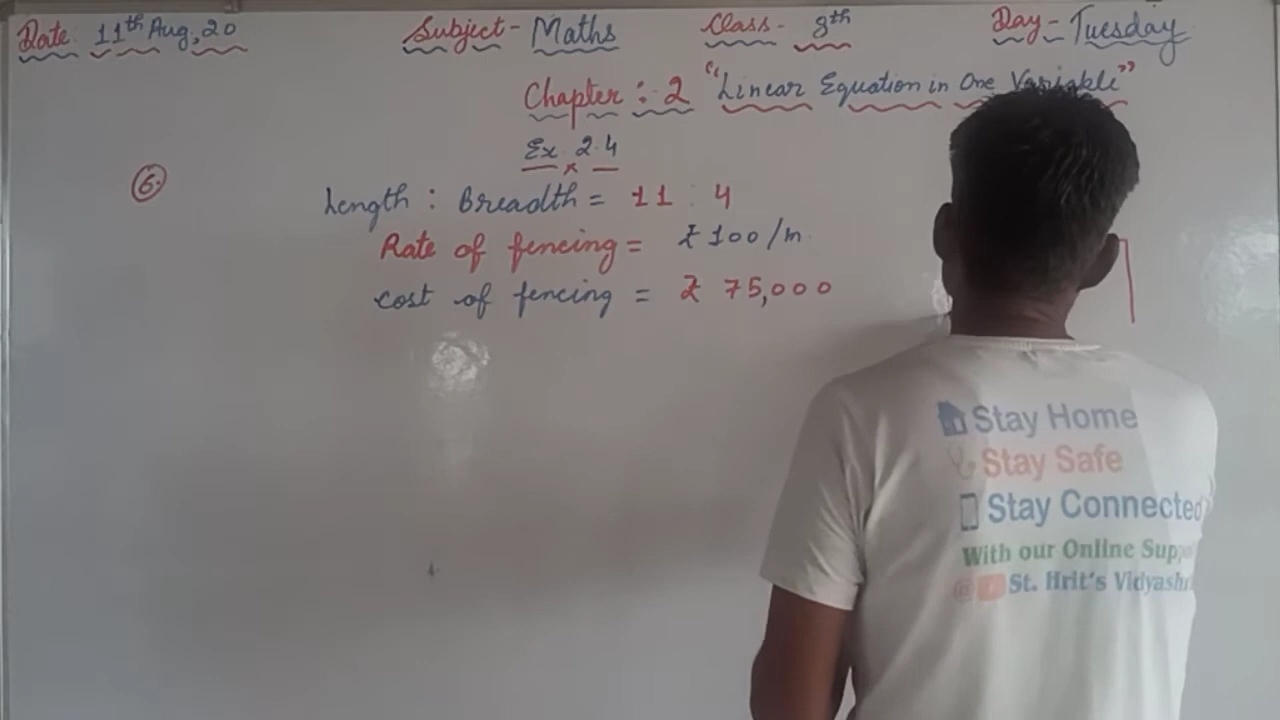 Date: 11th Aug, 20 Subject - Maths Class - 8th Day - Tuesday
Chapter : 2 "Linear Equation in One Variable"
Ex 2.4
6.
Length : Breadth = 11 : 4
Rate of fencing = ₹ 100/m
Cost of fencing = ₹ 75,000
Stay Home
Stay Safe
Stay Connected
With our Online
St. Hrit's